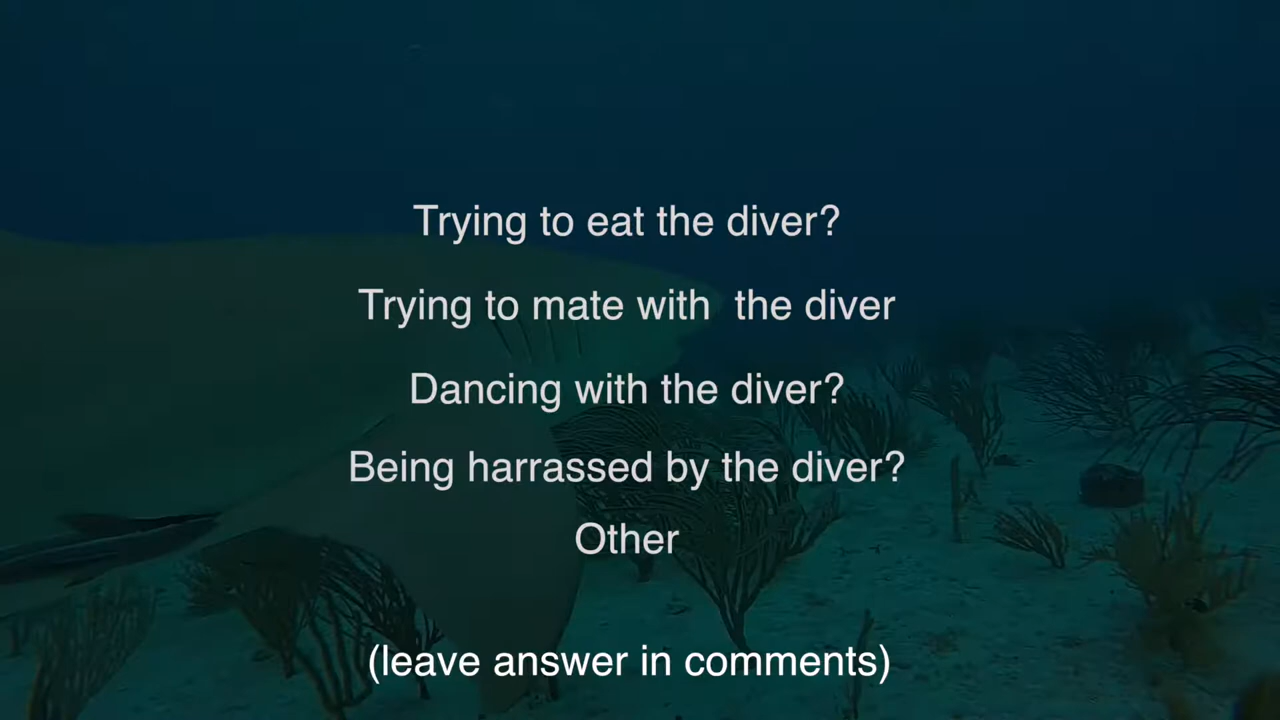 Trying to eat the diver?
Trying to mate with  the diver
Dancing with the diver?
Being harrassed by the diver?
Other
(leave answer in comments)